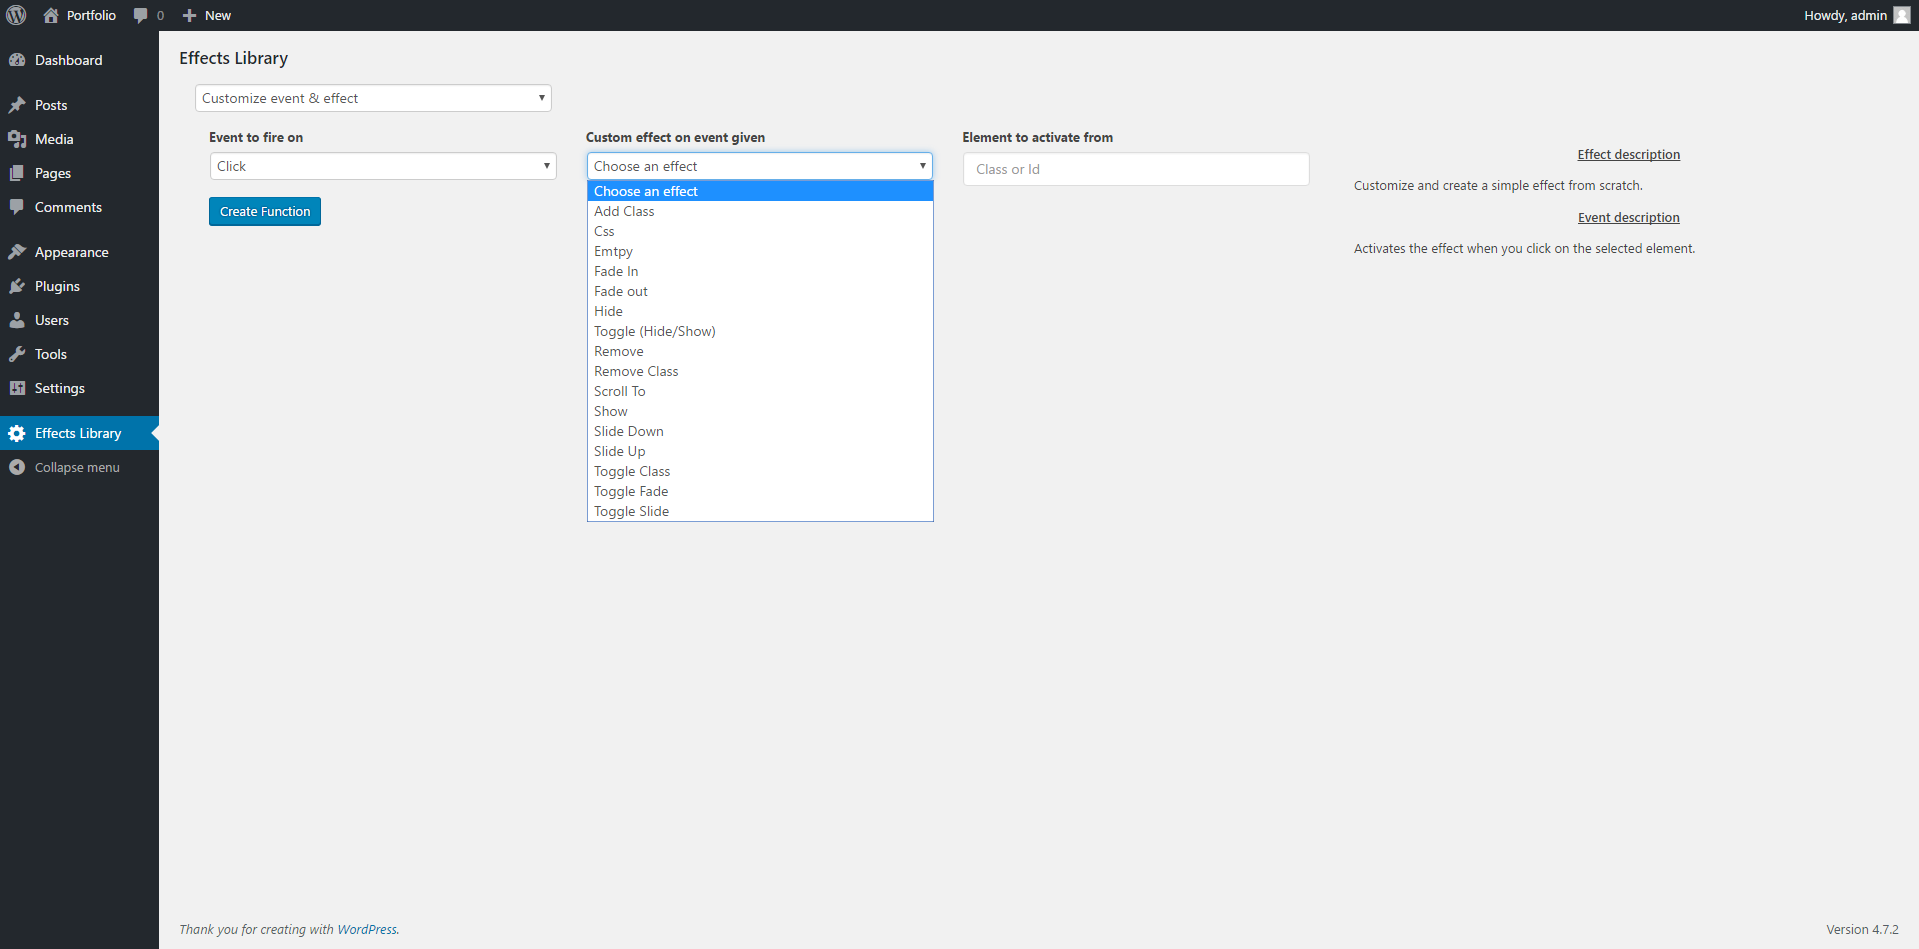 Portfolio 0 New Howdy, admin
Dashboard
Posts
Media
Pages
Comments
Appearance
Plugins
Users
Tools
Settings
Effects Library
Collapse menu
Effects Library
Customize event & effect
Event to fire on
Click
Create Function
Custom effect on event given
Choose an effect
Choose an effect
Add Class
Css
Emtpy
Fade In
Fade out
Hide
Toggle (Hide/Show)
Remove
Remove Class
Scroll To
Show
Slide Down
Slide Up
Toggle Class
Toggle Fade
Toggle Slide
Element to activate from
Class or Id
Effect description
Customize and create a simple effect from scratch.
Event description
Activates the effect when you click on the selected element.
Thank you for creating with WordPress.
Version 4.7.2